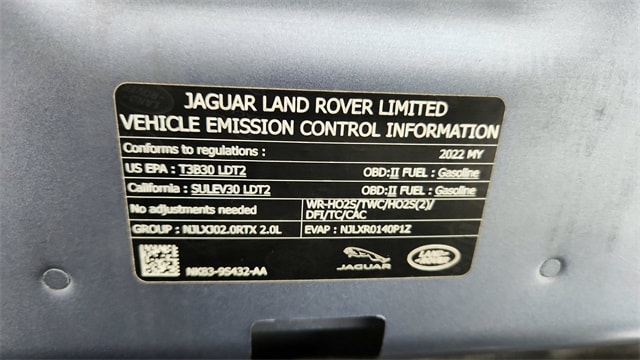 JAGUAR LAND ROVER LIMITED
VEHICLE EMISSION CONTROL INFORMATION
Conforms to regulations : 2022 MY
US EPA : T3B30 LDT2 OBD:II FUEL : Gasoline
California : SULEV30 LDT2 OBD:II FUEL : Gasoline
No adjustments needed
WR-HO2S/TWC/HO2S(2)/
DFI/TC/CAC
GROUP : NJLXJ02.0RTX 2.0L EVAP : NJLXR0140P1Z
NK83-95432-AA
JAGUAR
LAND
ROVER